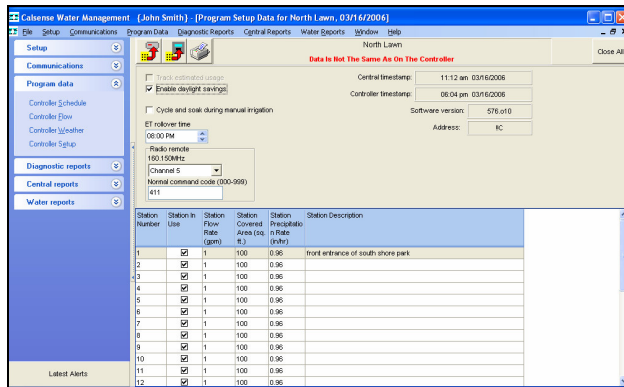 Calsense Water Management {John Smith} - [Program Setup Data for North Lawn, 03/16/2006]
File Setup Communications Program Data Diagnostic Reports Central Reports Water Reports Window Help
Setup
Communications
Program data
Controller Schedule
Controller Flow
Controller Weather
Controller Setup
Diagnostic reports
Central reports
Water reports
Latest Alerts
North Lawn
Data Is Not The Same As On The Controller
Close All
Track estimated usage
Enable daylight savings
Cycle and soak during manual irrigation
ET rollover time
08:00 PM
Radio remote
160.150MHz
Channel 5
Normal command code (000-999)
411
Central timestamp: 11:12 am 03/16/2006
Controller timestamp: 06:04 pm 03/16/2006
Software version: 576.o10
Address: IIC
Station Number Station In Use Station Flow Rate (gpm) Station Covered Area (sq. ft.) Station Precipitatio n Rate (in/hr) Station Description
1 1 100 0.96 front entrance of south shore park
2 1 100 0.96
3 1 100 0.96
4 1 100 0.96
5 1 100 0.96
6 1 100 0.96
7 1 100 0.96
8 1 100 0.96
9 1 100 0.96
10 1 100 0.96
11 1 100 0.96
12 1 100 0.96